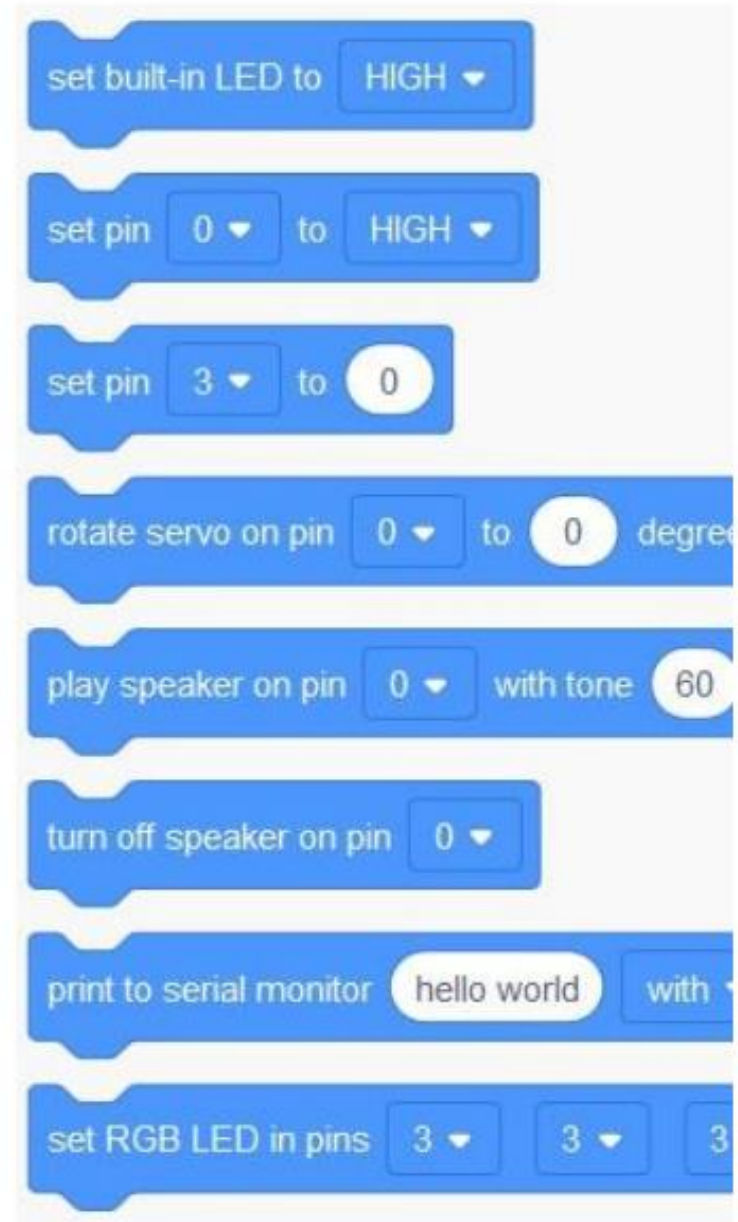 set built-in LED to HIGH
set pin 0 to HIGH
set pin 3 to 0
rotate servo on pin 0 to 0 degree
play speaker on pin 0 with tone 60
turn off speaker on pin 0
print to serial monitor hello world with
set RGB LED in pins 3 3 3